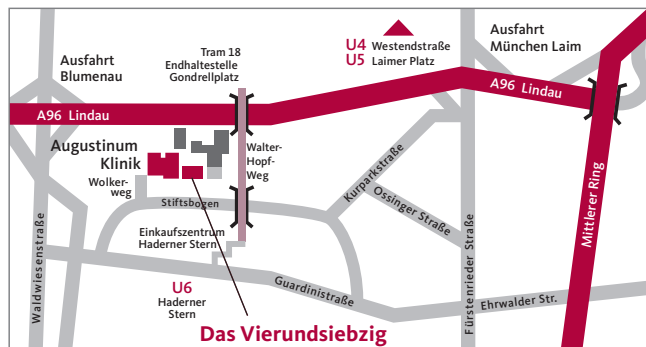 Ausfahrt
Blumenau
Tram 18
Endhaltestelle
Gondrellplatz
U4 Westendstraße
U5 Laimer Platz
Ausfahrt
München Laim
A96 Lindau
A96 Lindau
Augustinum
Klinik
Walter-
Hopf-
Weg
Wolker-
weg
Stiftsbogen
Kurparkstraße
Ossinger Straße
Mittlerer Ring
Einkaufszentrum
Haderner Stern
Waldwiesenstraße
U6
Haderner
Stern
Guardinistraße
Fürstenrieder Straße
Ehrwalder Str.
Das Vierundsiebzig